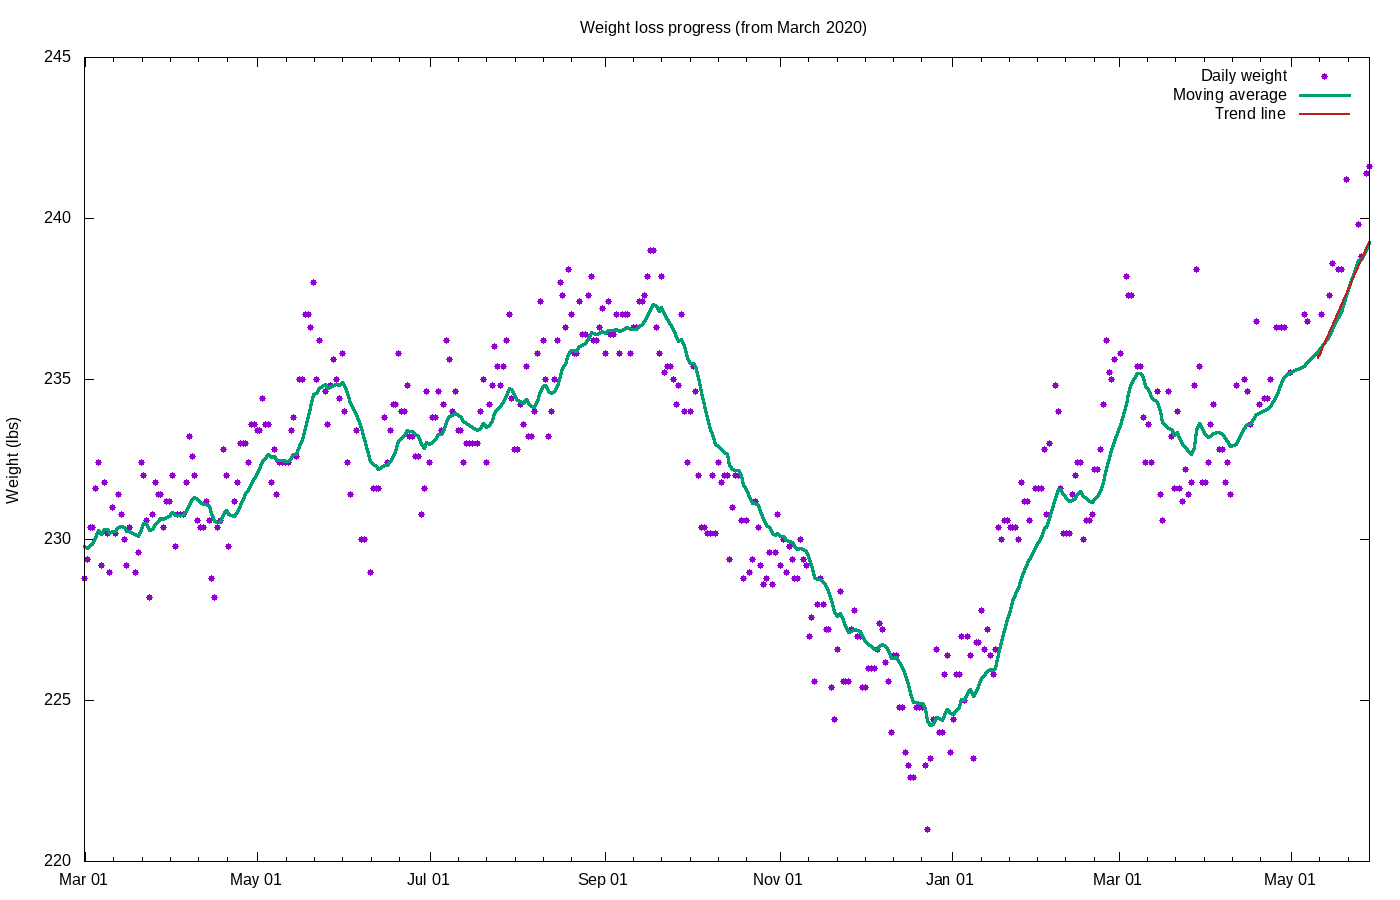 Weight loss progress (from March 2020)
245
Daily weight
Moving average
Trend line
240
235
Weight (lbs)
230
225
220
Mar 01 May 01 Jul 01 Sep 01 Nov 01 Jan 01 Mar 01 May 01